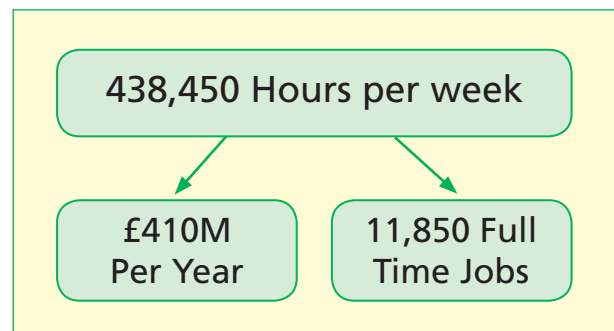 438,450 Hours per week
£410M
Per Year
11,850 Full
Time Jobs